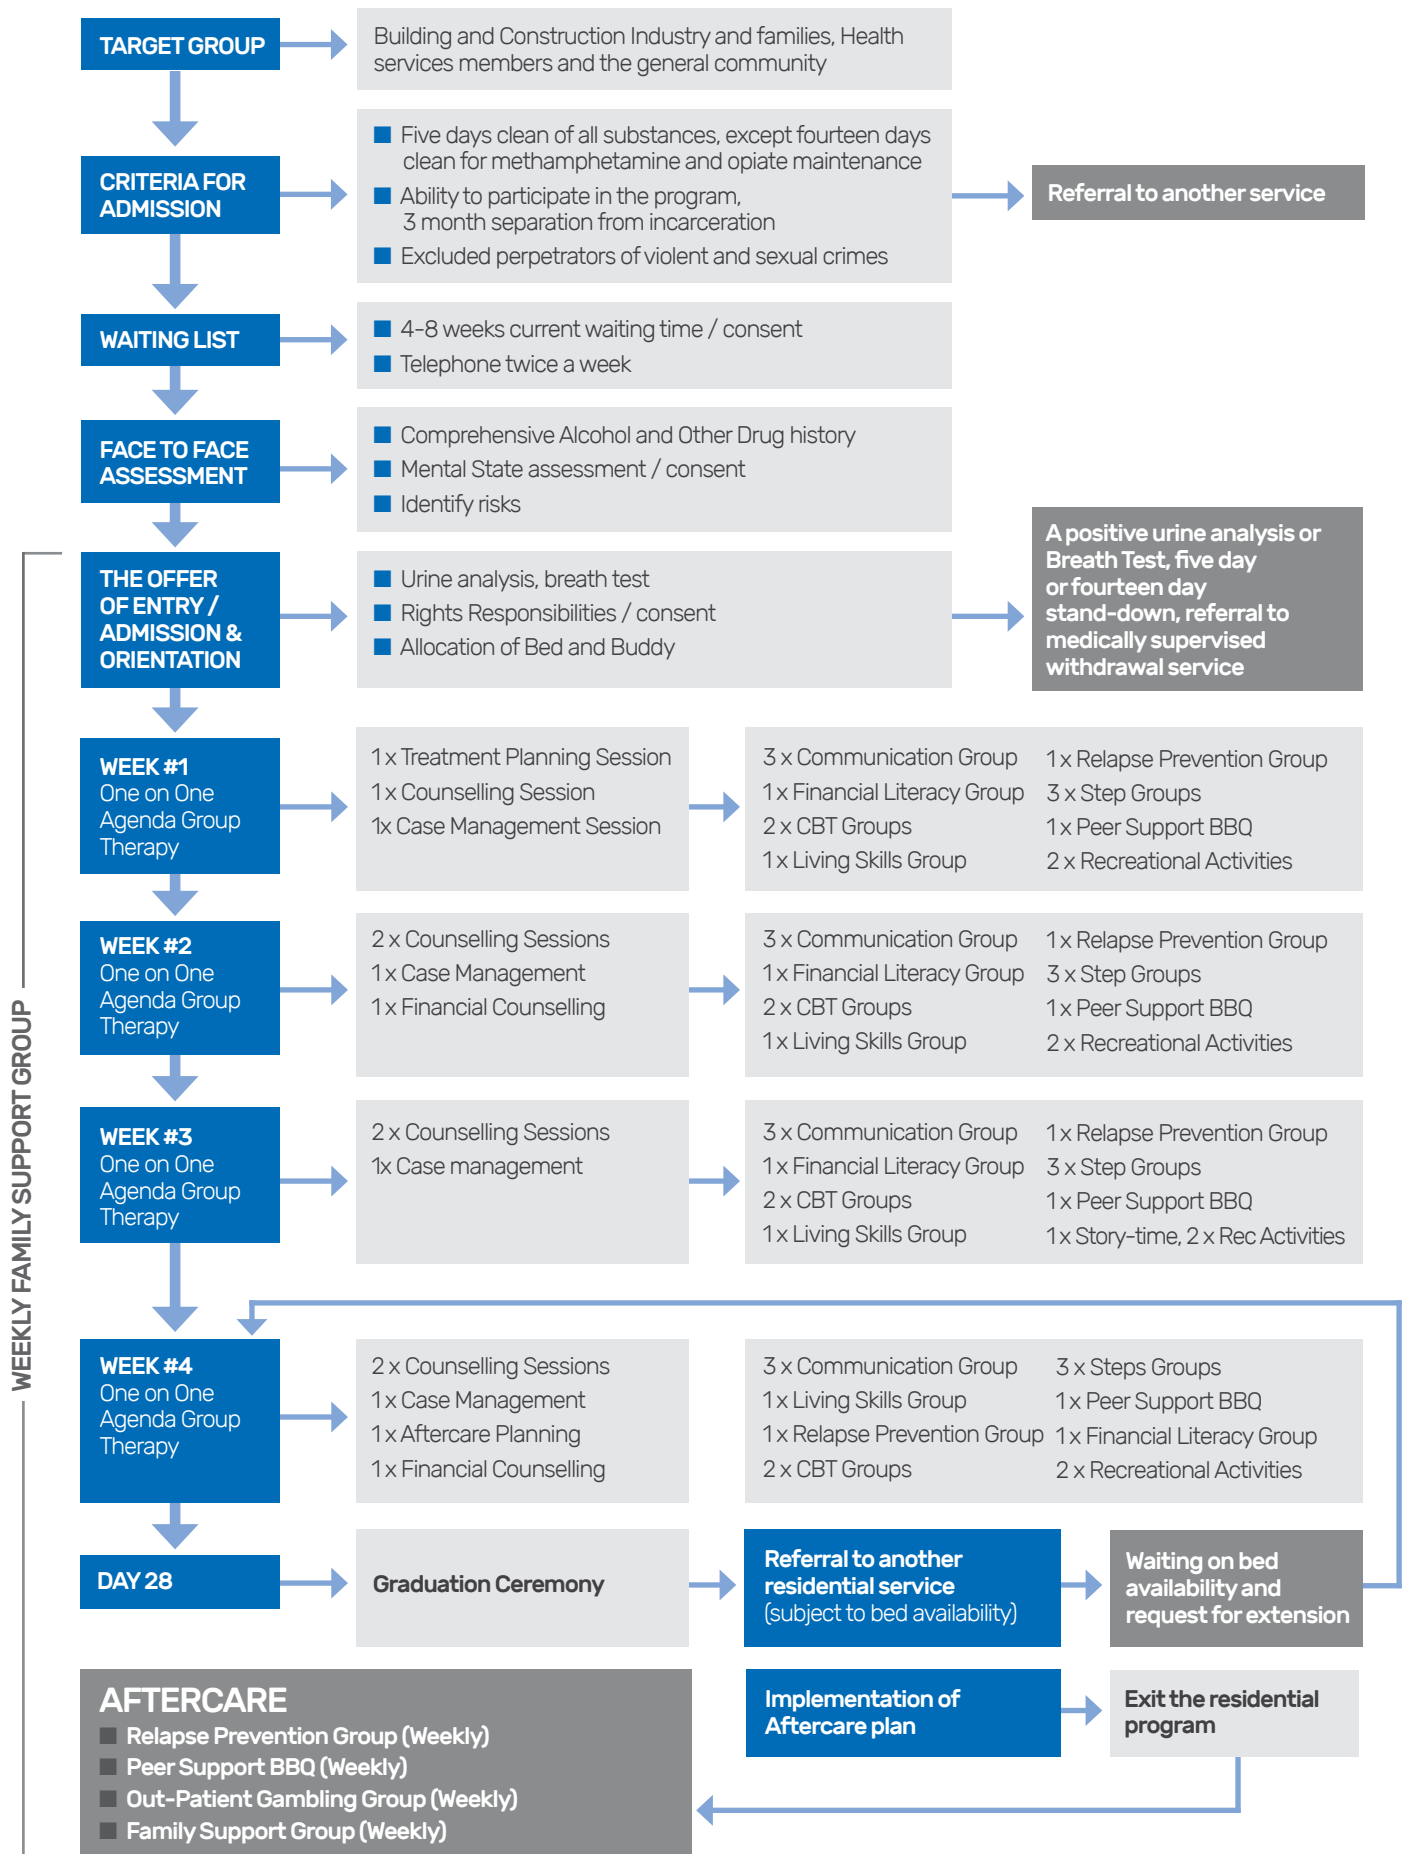 TARGET GROUP
Building and Construction Industry and families, Health
services members and the general community
CRITERIA FOR
ADMISSION
Five days clean of all substances, except fourteen days
clean for methamphetamine and opiate maintenance
Ability to participate in the program,
3 month separation from incarceration
Excluded perpetrators of violent and sexual crimes
Referral to another service
WAITING LIST
4-8 weeks current waiting time / consent
Telephone twice a week
FACE TO FACE
ASSESSMENT
Comprehensive Alcohol and Other Drug history
Mental State assessment / consent
Identify risks
THE OFFER
OF ENTRY /
ADMISSION &
ORIENTATION
Urine analysis, breath test
Rights Responsibilities / consent
Allocation of Bed and Buddy
A positive urine analysis or
Breath Test, five day
or fourteen day
stand-down, referral to
medically supervised
withdrawal service
WEEKLY FAMILY SUPPORT GROUP
WEEK #1
One on One
Agenda Group
Therapy
1 x Treatment Planning Session
1 x Counselling Session
1x Case Management Session
3 x Communication Group
1 x Financial Literacy Group
2 x CBT Groups
1 x Living Skills Group
1 x Relapse Prevention Group
3 x Step Groups
1 x Peer Support BBQ
2 x Recreational Activities
WEEK #2
One on One
Agenda Group
Therapy
2 x Counselling Sessions
1 x Case Management
1 x Financial Counselling
3 x Communication Group
1 x Financial Literacy Group
2 x CBT Groups
1 x Living Skills Group
1 x Relapse Prevention Group
3 x Step Groups
1 x Peer Support BBQ
2 x Recreational Activities
WEEK #3
One on One
Agenda Group
Therapy
2 x Counselling Sessions
1x Case management
3 x Communication Group
1 x Financial Literacy Group
2 x CBT Groups
1 x Living Skills Group
1 x Relapse Prevention Group
3 x Step Groups
1 x Peer Support BBQ
1 x Story-time, 2 x Rec Activities
WEEK #4
One on One
Agenda Group
Therapy
2 x Counselling Sessions
1 x Case Management
1 x Aftercare Planning
1 x Financial Counselling
3 x Communication Group
1 x Living Skills Group
1 x Relapse Prevention Group
2 x CBT Groups
3 x Steps Groups
1 x Peer Support BBQ
1 x Financial Literacy Group
2 x Recreational Activities
DAY 28
Graduation Ceremony
Referral to another
residential service
(subject to bed availability)
Waiting on bed
availability and
request for extension
Implementation of
Aftercare plan
Exit the residential
program
AFTERCARE
Relapse Prevention Group (Weekly)
Peer Support BBQ (Weekly)
Out-Patient Gambling Group (Weekly)
Family Support Group (Weekly)